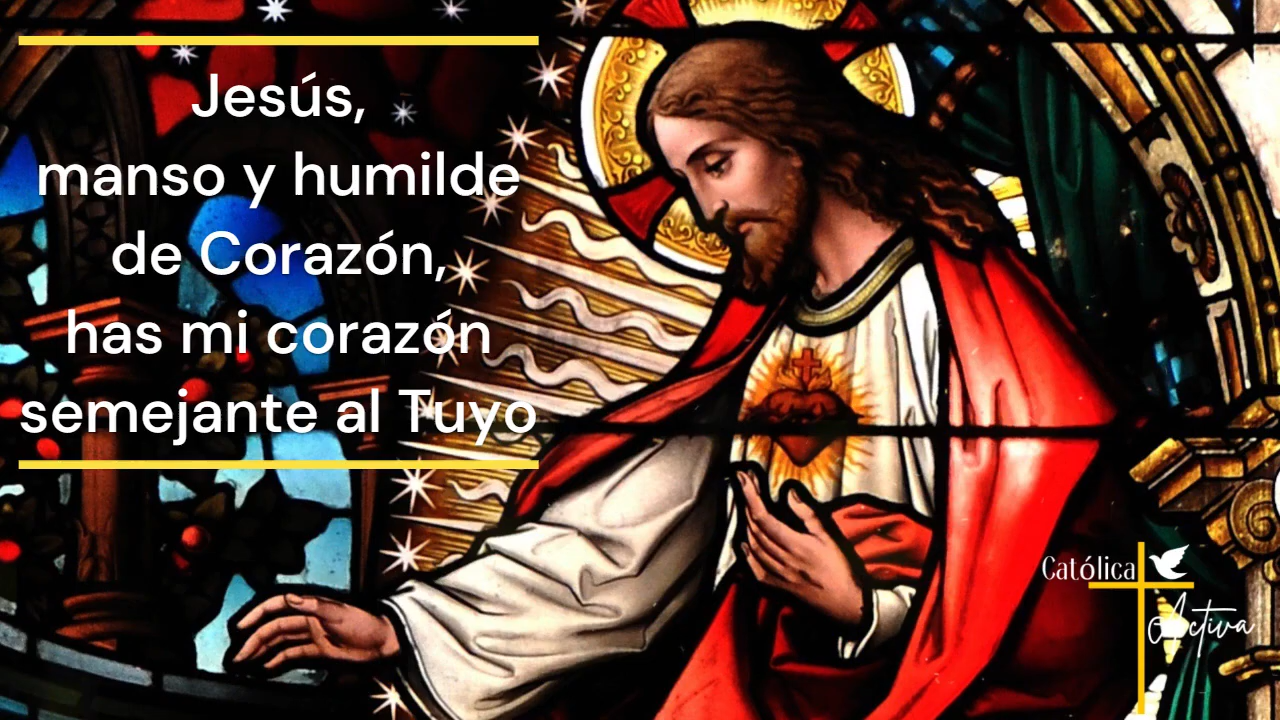 Jesús,
manso y humilde
de Corazón,
has mi corazón
semejante al Tuyo
Católica
Activa